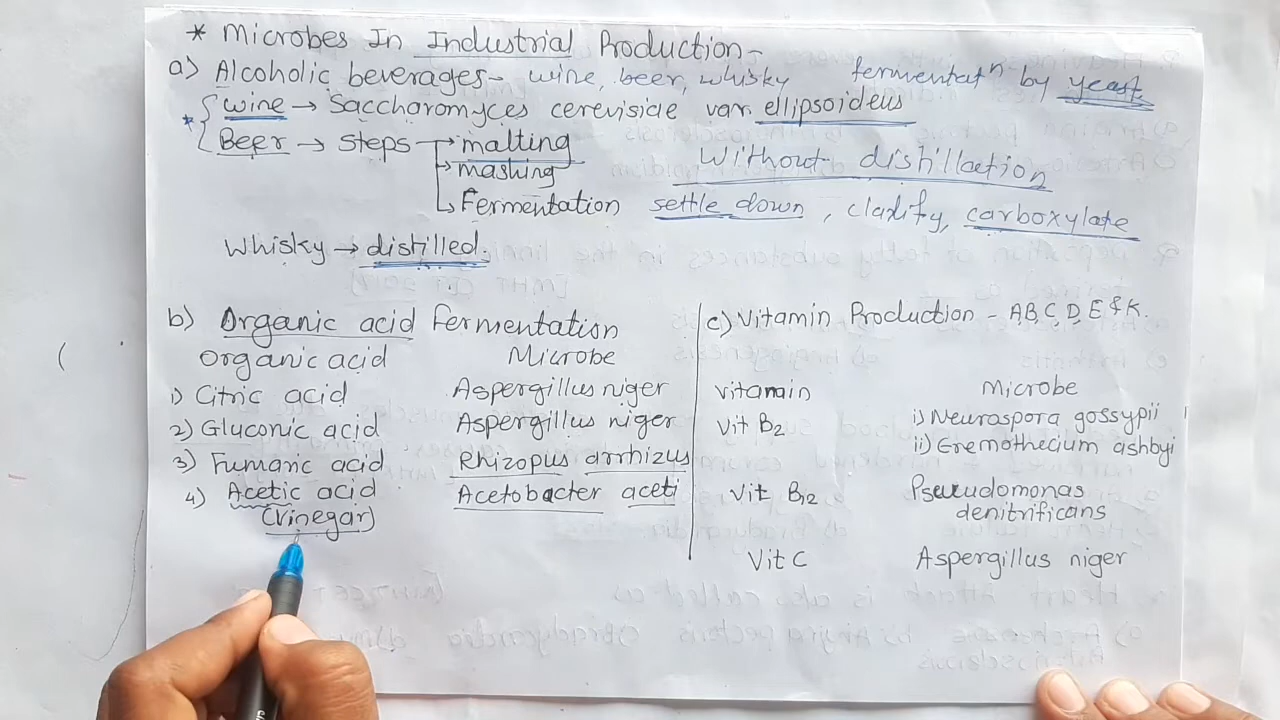 * Microbes In Industrial Production -
a) Alcoholic beverages - wine, beer, whisky fermentatn by yeast
* { wine → Saccharomyces cerevisiae var. ellipsoideus
Beer → Steps → malting
→ mashing
→ Fermentation
without distillation
settle down, clarify, carboxylate
Whisky → distilled.
b) Organic acid Fermentation
Organic acid Microbe
1) Citric acid Aspergillus niger
2) Gluconic acid Aspergillus niger
3) Fumaric acid Rhizopus arrhizus
4) Acetic acid Acetobacter aceti
(Vinegar)
c) Vitamin Production - A,B,C,D,E & K.
Vitamin Microbe
Vit B2 i) Neurospora gossypii
ii) Eremothecium ashbyi
Vit B12 Pseudomonas
denitrificans
Vit C Aspergillus niger